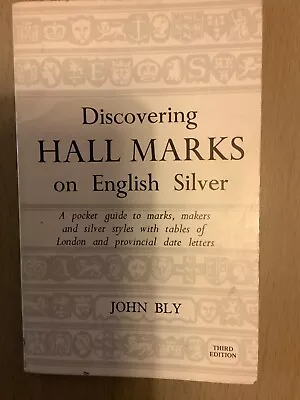 Discovering
HALL MARKS
on English Silver
A pocket guide to marks, makers
and silver styles with tables of
London and provincial date letters
JOHN BLY
THIRD
EDITION